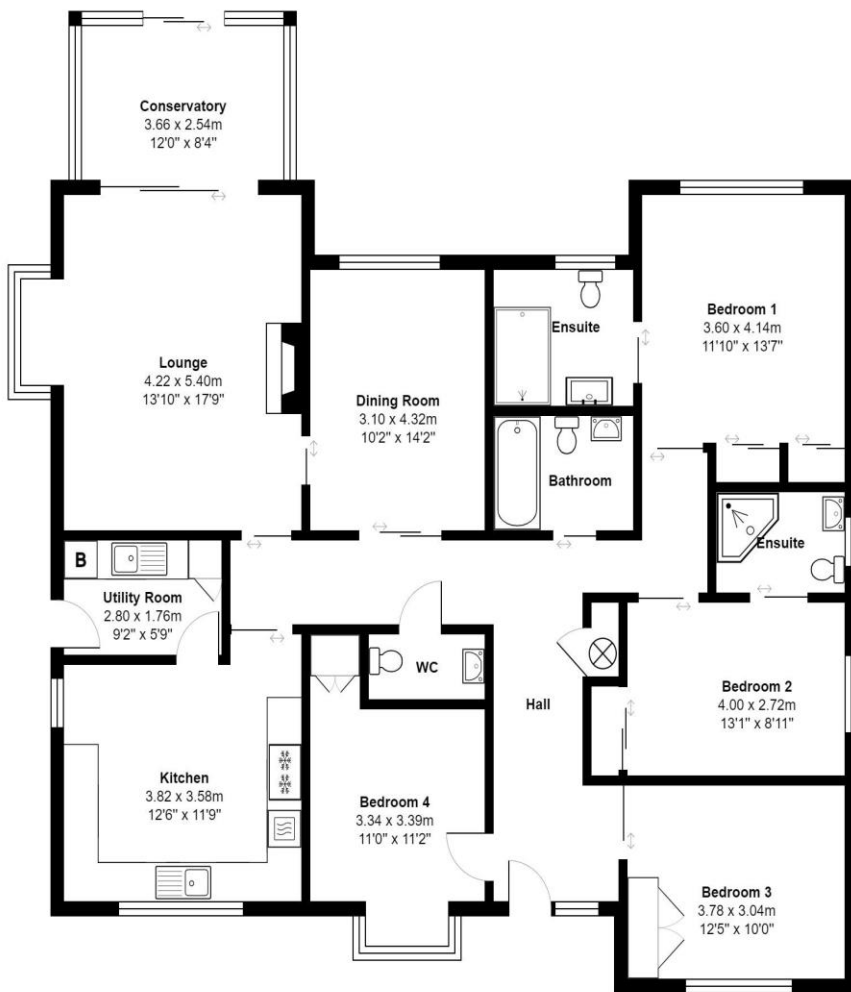 Conservatory
3.66 x 2.54m
12'0" x 8'4"
Bedroom 1
3.60 x 4.14m
11'10" x 13'7"
Ensuite
Lounge
4.22 x 5.40m
13'10" x 17'9"
Dining Room
3.10 x 4.32m
10'2" x 14'2"
Bathroom
Ensuite
B
Utility Room
2.80 x 1.76m
9'2" x 5'9"
WC
Hall
Bedroom 2
4.00 x 2.72m
13'1" x 8'11"
Kitchen
3.82 x 3.58m
12'6" x 11'9"
Bedroom 4
3.34 x 3.39m
11'0" x 11'2"
Bedroom 3
3.78 x 3.04m
12'5" x 10'0"